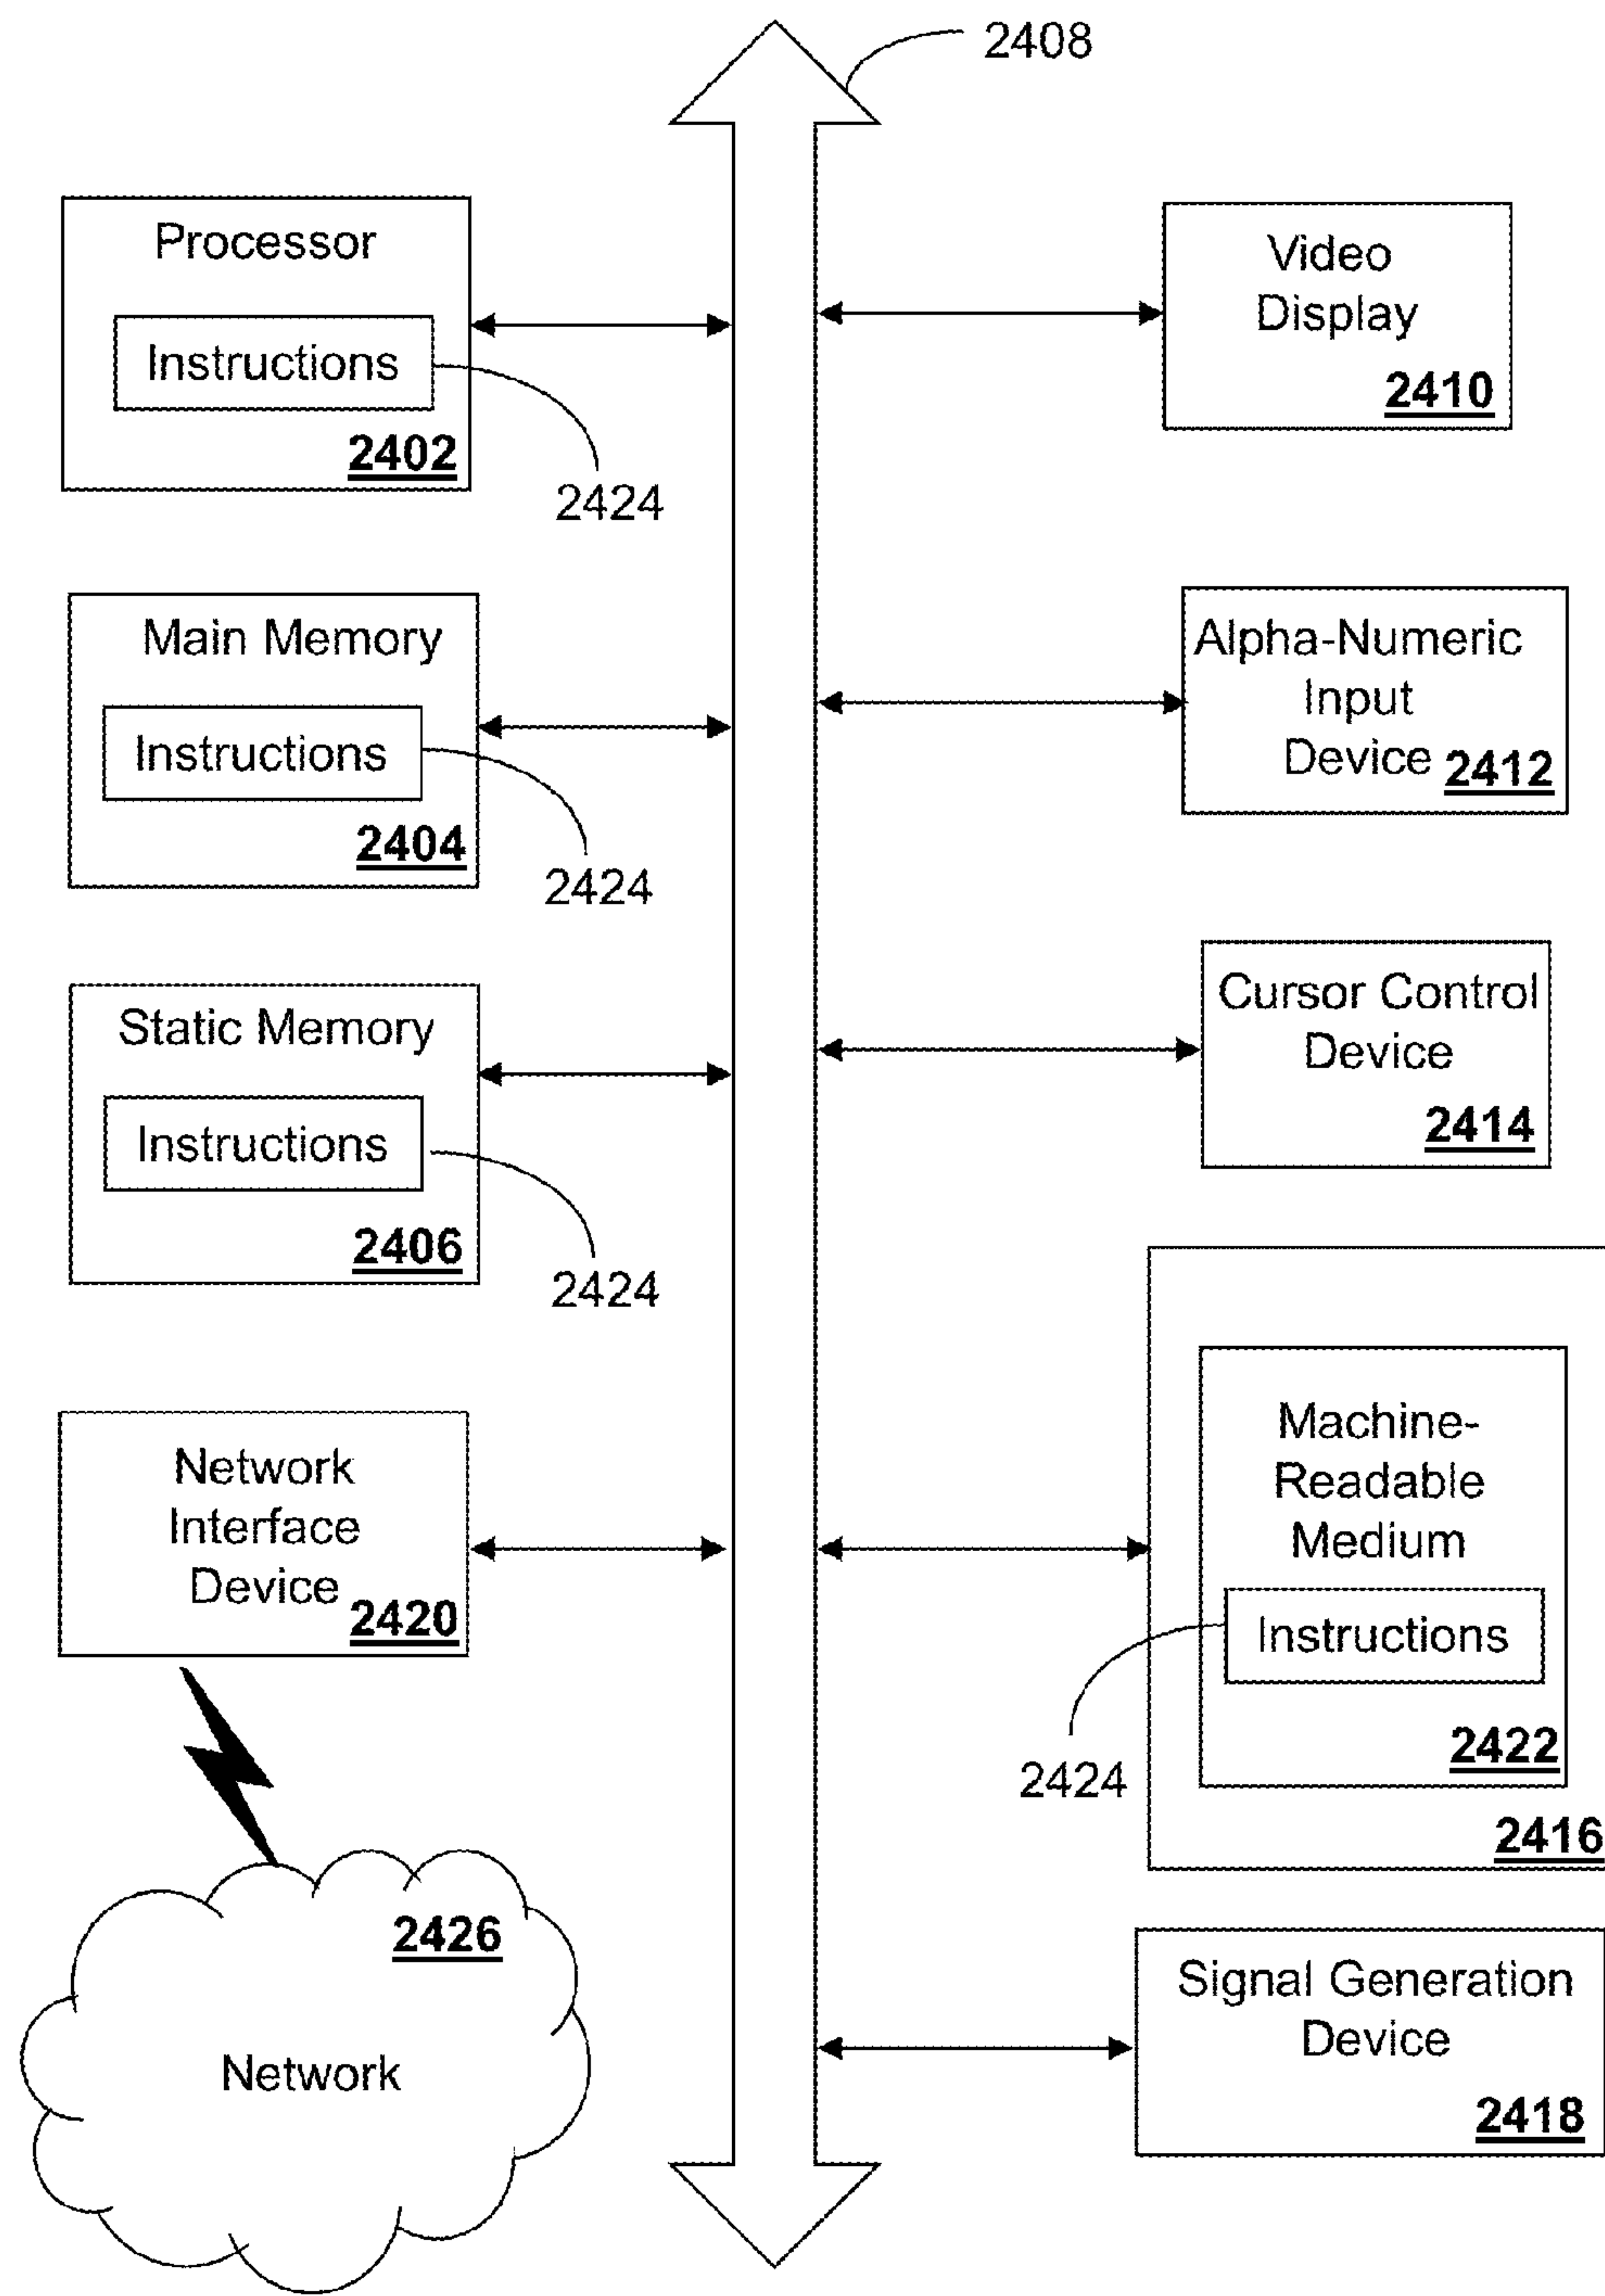 2408
Processor
Instructions
2402
2424
Main Memory
Instructions
2404
2424
Static Memory
Instructions
2406
2424
Network
Interface
Device
2420
2426
Network
Video
Display
2410
Alpha-Numeric
Input
Device 2412
Cursor Control
Device
2414
Machine-
Readable
Medium
Instructions
2422
2424
2416
Signal Generation
Device
2418